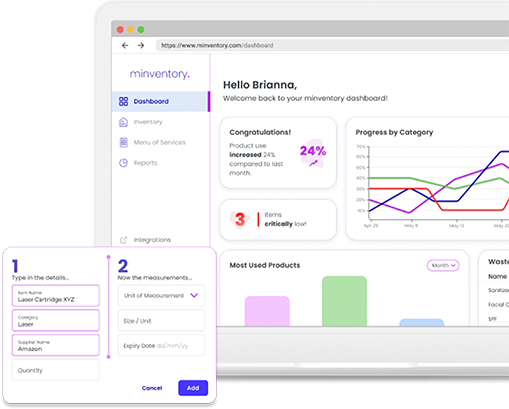 https://www.minventory.com/dashboard
minventory.
Dashboard
Inventory
Menu of Services
Reports
Integrations
Hello Brianna,
Welcome back to your minventory dashboard!
Congratulations!
Product use
increased 24%
compared to last
month.
24%
3
Items
critically low!
Progress by Category
70%
60%
50%
40%
30%
20%
10%
Apr 29
May 6
May 12
May 20
Most Used Products
Month
Waste
Name
Sanitize
Facial C
SPF
1
Type in the details...
Item Name
Laser Cartridge XYZ
Category
Laser
Supplier Name
Amazon
Quantity
2
Now the measurements...
Unit of Measurement
Size / Unit
Expiry Date dd/mm/yy
Cancel
Add